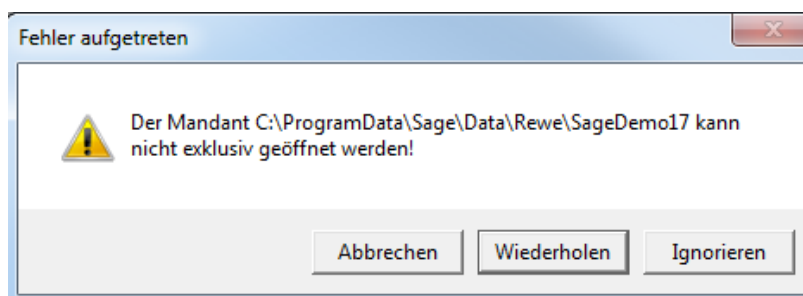 Fehler aufgetreten
Der Mandant C:\ProgramData\Sage\Data\Rewe\SageDemo17 kann
nicht exklusiv geöffnet werden!
Abbrechen Wiederholen Ignorieren